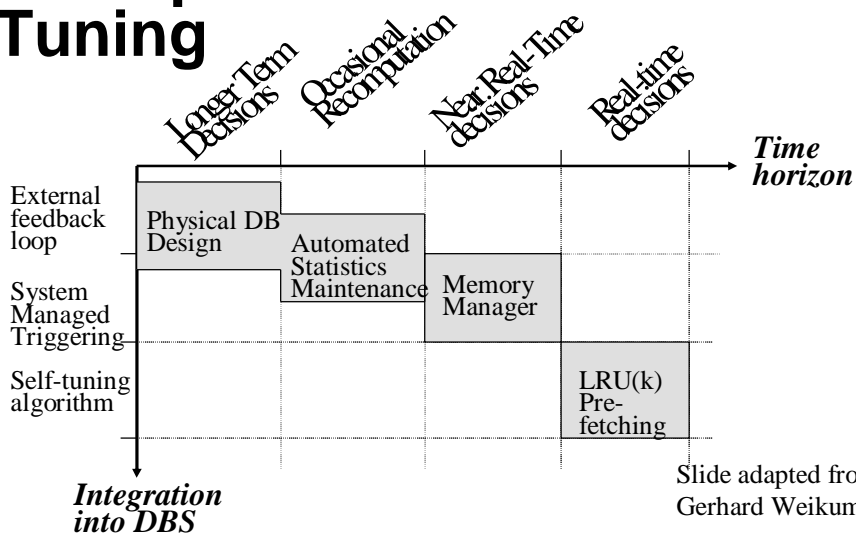 Tuning
Longer Term
Decisions
Occasional
Recomputation
Near.Real-Time
decisions
Real-time
decisions
Time
horizon
External
feedback
loop
Physical DB
Design
Automated
Statistics
Maintenance
System
Managed
Triggering
Memory
Manager
Self-tuning
algorithm
LRU(k)
Pre-
fetching
Integration
into DBS
Slide adapted fro
Gerhard Weikum